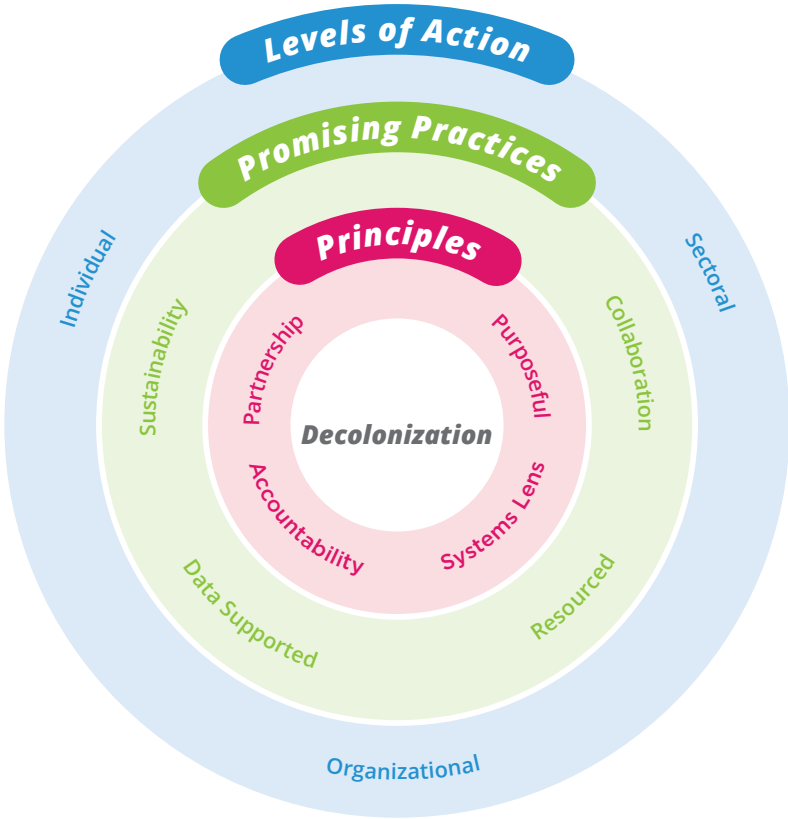 Levels of Action
Promising Practices
Principles
Individual
Sectoral
Sustainability
Collaboration
Partnership
Purposeful
Decolonization
Accountability
Systems Lens
Data Supported
Resourced
Organizational